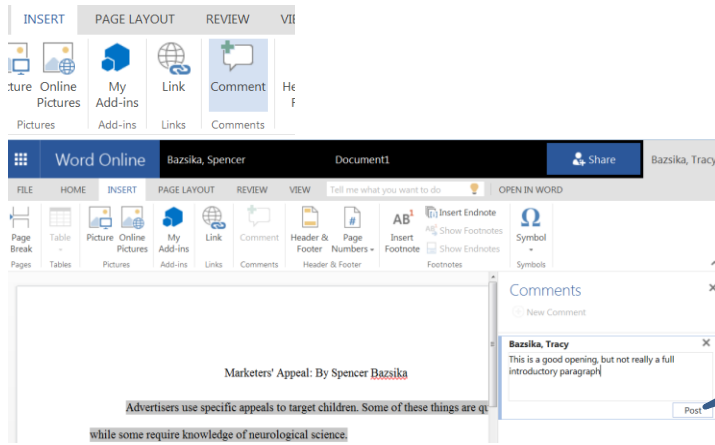 INSERT PAGE LAYOUT REVIEW
Online My Link Comment
Pictures Add-ins
Pictures Add-ins Links Comments
Word Online Bazsika, Spencer Document1 Share Bazsika, Tracy
FILE HOME INSERT PAGE LAYOUT REVIEW VIEW Tell me what you want to do OPEN IN WORD
Page Table Picture Online My Link Comment Header & Page AB¹ Insert Endnote Symbol
Break Pictures Add-ins Footer Numbers Insert Show Footnotes
Footnote Show Endnotes
Pages Tables Pictures Add-ins Links Comments Header & Footer Footnotes Symbols
Comments
New Comment
Bazsika, Tracy
This is a good opening, but not really a full
introductory paragraph
Post
Marketers' Appeal: By Spencer Bazsika
Advertisers use specific appeals to target children. Some of these things are
while some require knowledge of neurological science.